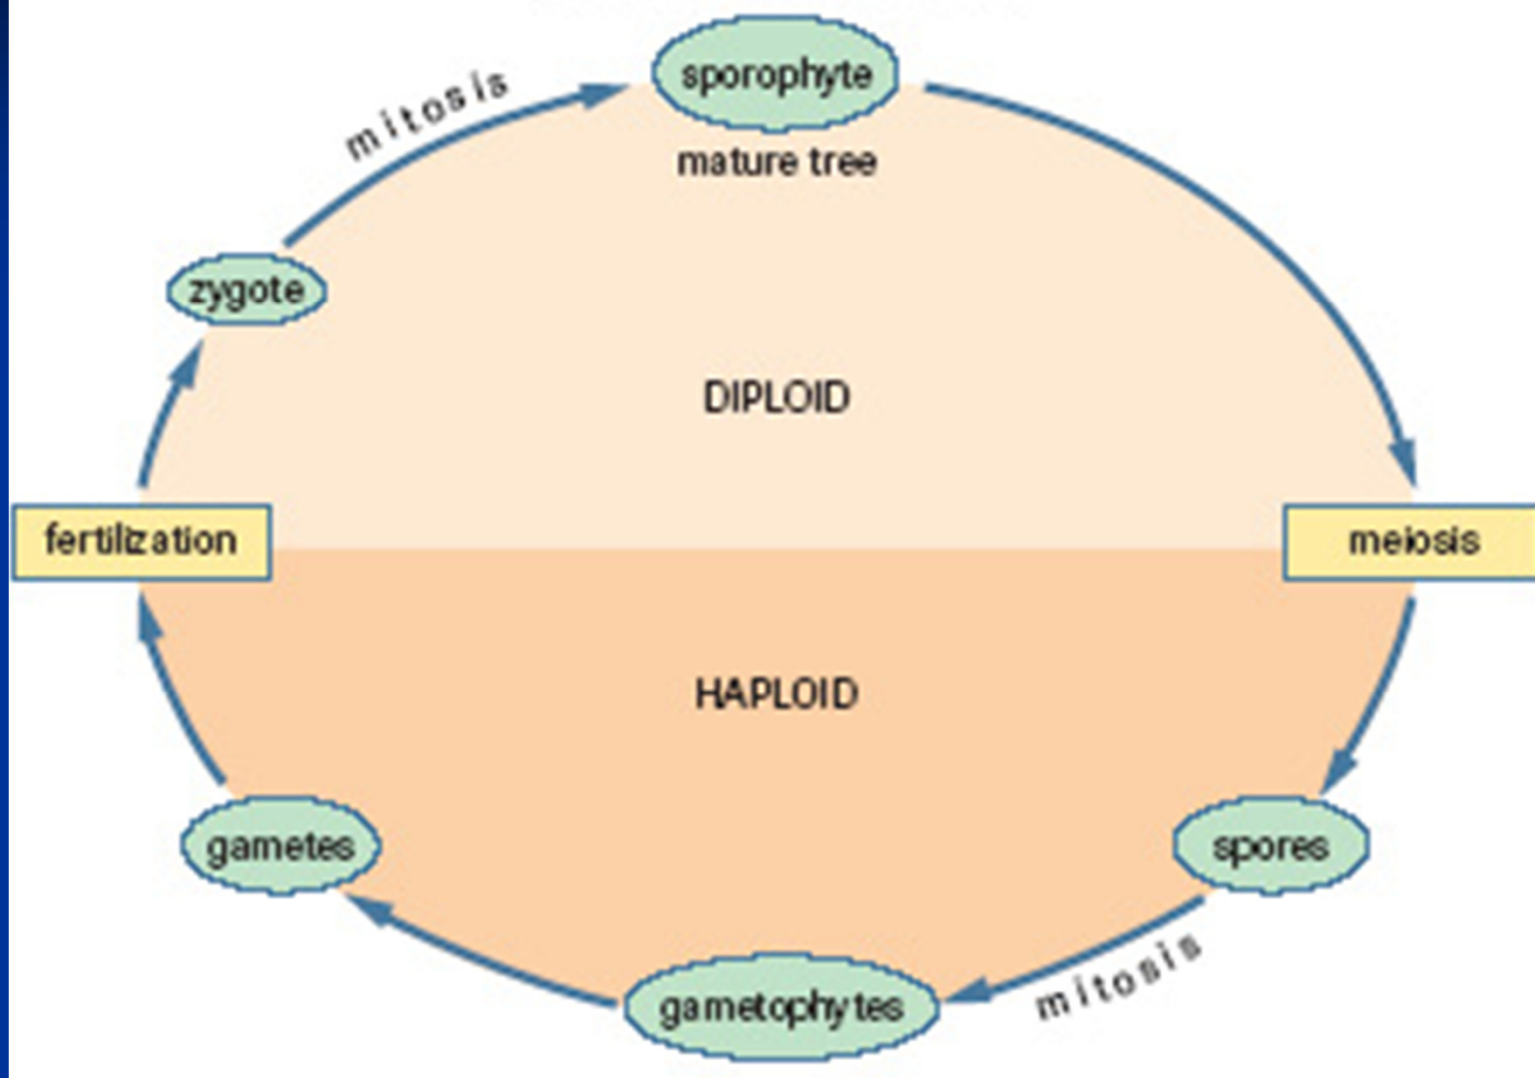 sporophyte
mitosis
mature tree
zygote
DIPLOID
fertilization
meiosis
HAPLOID
gametes
spores
mitosis
gametophytes